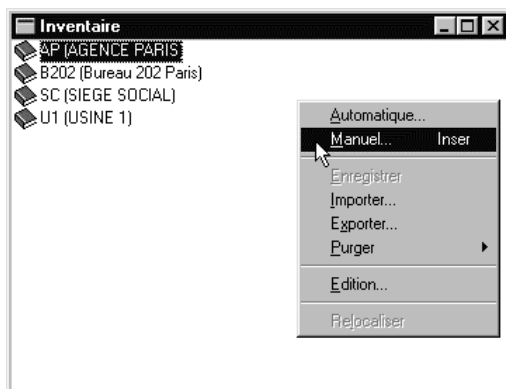 Inventaire
AP (AGENCE PARIS)
B202 (Bureau 202 Paris)
SC (SIEGE SOCIAL)
U1 (USINE 1)
Automatique...
Manuel... Inser
Enregistrer
Importer...
Exporter...
Purger
Edition...
Relocaliser